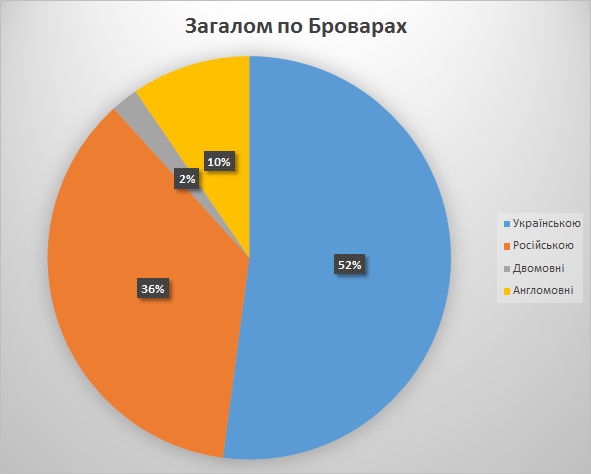 Загалом по Броварах
10%
2%
52%
36%
Українською
Російською
Двомовні
Англомовні